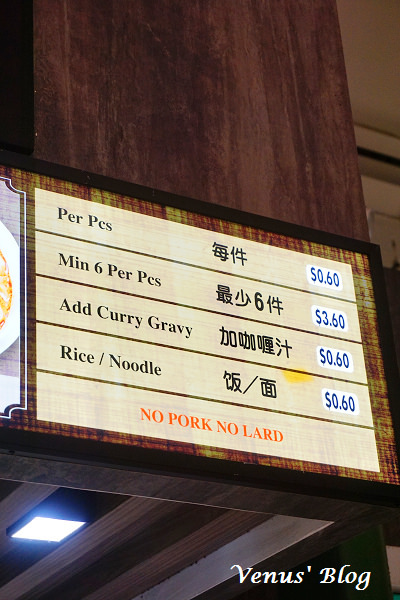 Per Pcs 每件 $0.60
Min 6 Per Pcs 最少6件 $3.60
Add Curry Gravy 加咖喱汁 $0.60
Rice / Noodle 饭/面 $0.60
NO PORK NO LARD
Venus' Blog